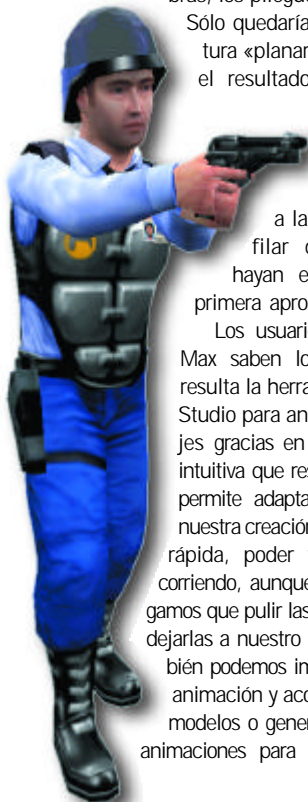 bras, los pliegues
Sólo quedaría
tura «planar
el resultado
a la
filar
hayan e
primera apro
Los usuari
Max saben lo
resulta la herra
Studio para an
jes gracias en
intuitiva que re
permite adapta
nuestra creación
rápida, poder
corriendo, aunque
gamos que pulir las
dejarlas a nuestro
bién podemos in
animación y acc
modelos o gener
animaciones para